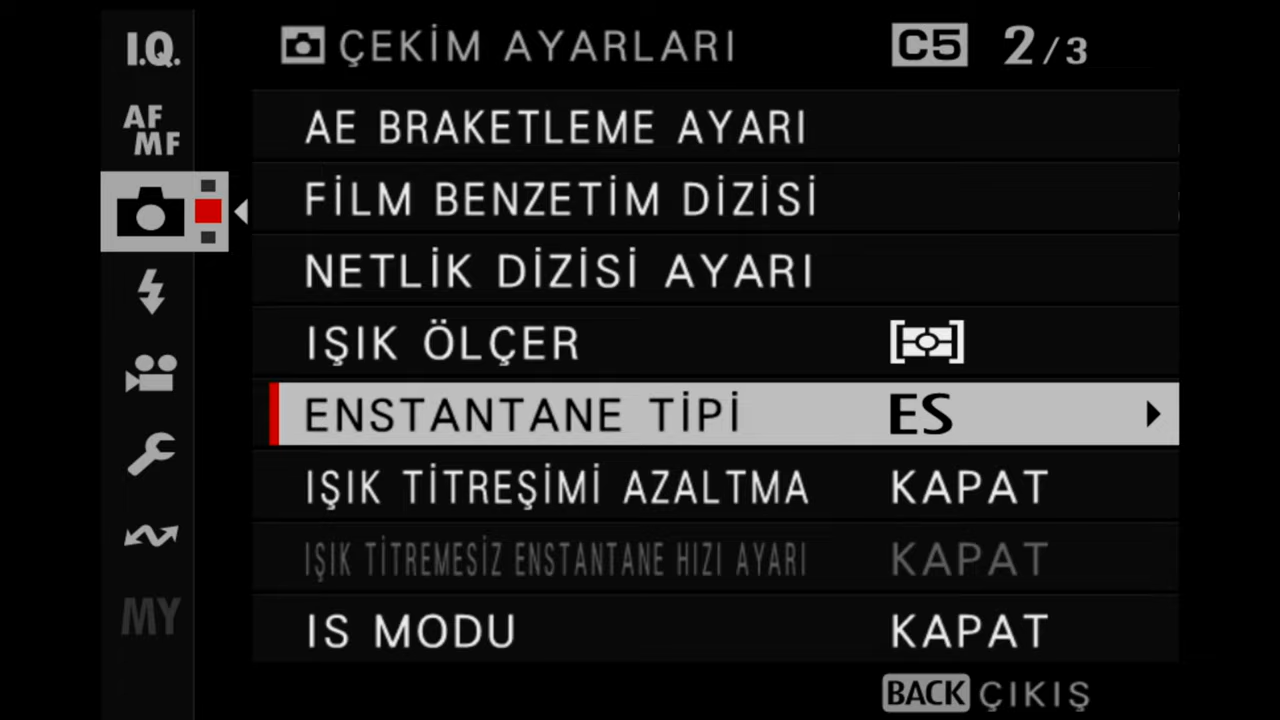 I.Q.
ÇEKİM AYARLARI C5 2/3
AF
MF
AE BRAKETLEME AYARI
FİLM BENZETİM DİZİSİ
NETLİK DİZİSİ AYARI
IŞIK ÖLÇER
ENSTANTANE TİPİ ES
IŞIK TİTREŞİMİ AZALTMA KAPAT
IŞIK TİTREMESİZ ENSTANTANE HIZI AYARI KAPAT
MY
IS MODU KAPAT
BACK ÇIKIŞ